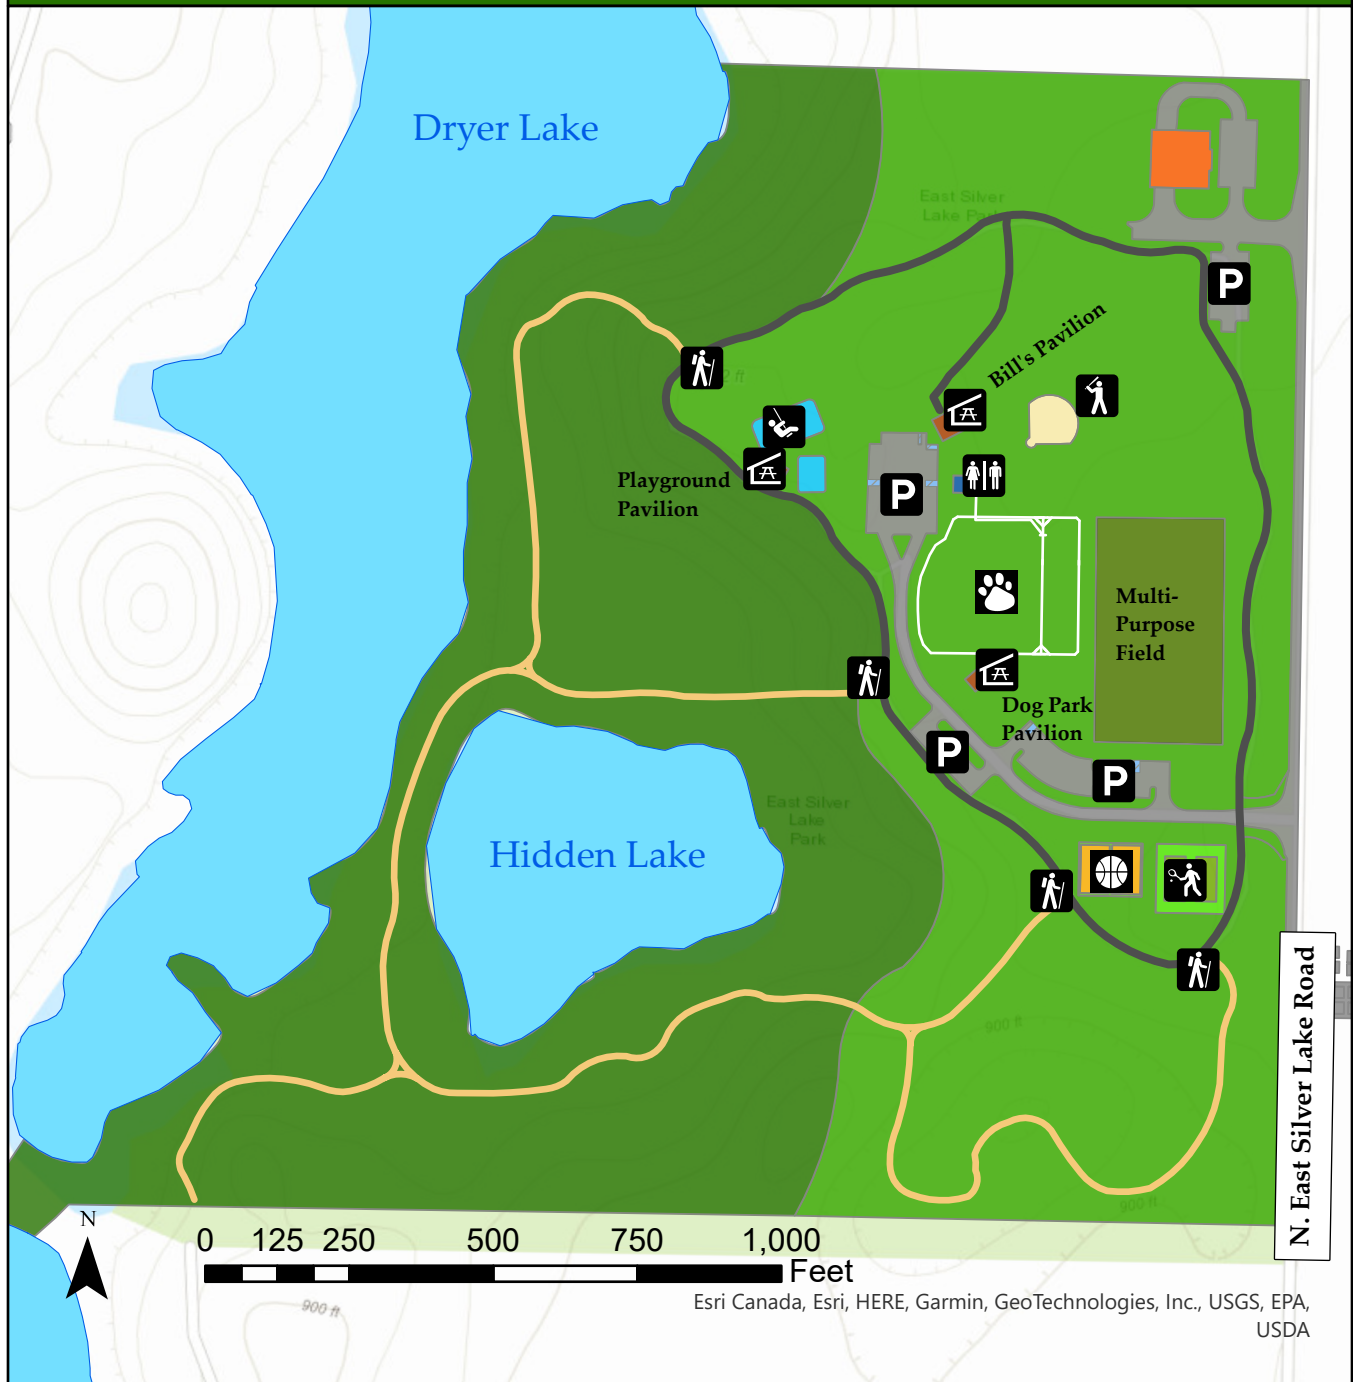 Dryer Lake
East Silver
Lake Park
P
Bill's Pavilion
2 ft
Playground
Pavilion
P
Multi-
Purpose
Field
Dog Park
Pavilion
P
P
East Silver
Lake
Park
Hidden Lake
N. East Silver Lake Road
900 ft
900 ft
N
0 125 250 500 750 1,000
Feet
900 ft
Esri Canada, Esri, HERE, Garmin, GeoTechnologies, Inc., USGS, EPA,
USDA